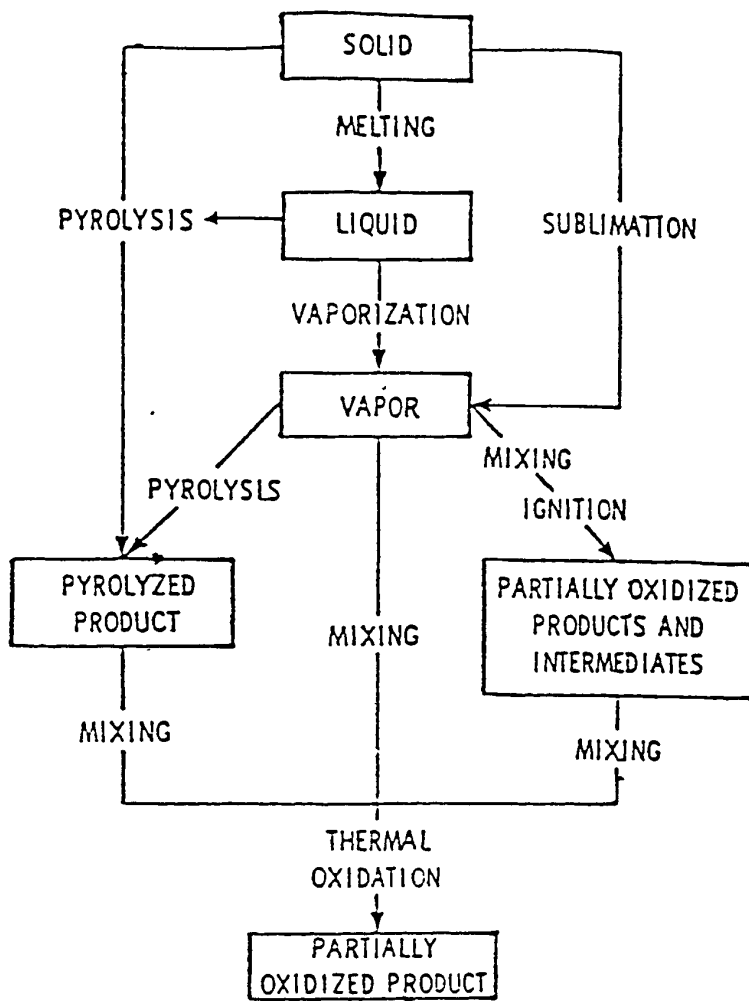 SOLID
MELTING
PYROLYSIS
LIQUID
SUBLIMATION
VAPORIZATION
VAPOR
MIXING
PYROLYSIS
IGNITION
PYROLYZED
PRODUCT
PARTIALLY OXIDIZED
PRODUCTS AND
INTERMEDIATES
MIXING
MIXING
MIXING
THERMAL
OXIDATION
PARTIALLY
OXIDIZED PRODUCT